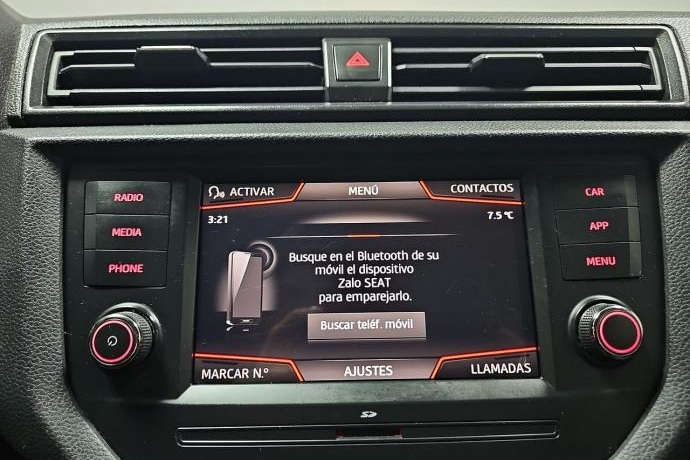 ACTIVAR
MENÚ
CONTACTOS
3:21
7.5 °C
Busque en el Bluetooth de su
móvil el dispositivo
Zalo SEAT
para emparejarlo.
Buscar teléf. móvil
MARCAR N.º
AJUSTES
LLAMADAS
RADIO
MEDIA
PHONE
CAR
APP
MENU
SD